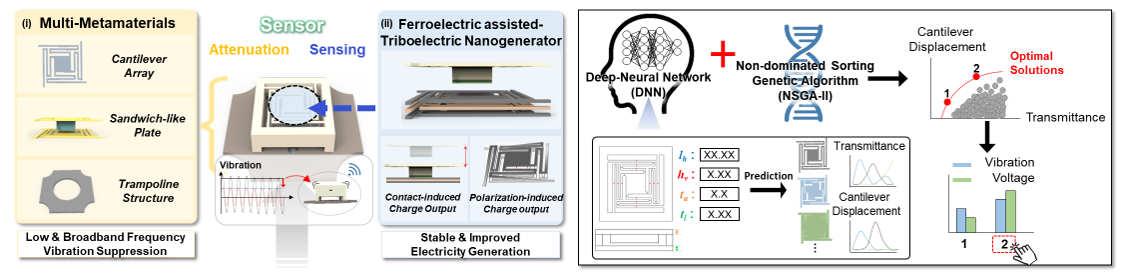 (i) Multi-Metamaterials
Cantilever
Array
Sandwich-like
Plate
Trampoline
Structure
Low & Broadband Frequency
Vibration Suppression
Sensor
Attenuation Sensing
Vibration
(ii) Ferroelectric assisted-
Triboelectric Nanogenerator
Contact-induced
Charge Output
Polarization-induced
Charge output
Stable & Improved
Electricity Generation
Deep-Neural Network
(DNN)
+
Non-dominated Sorting
Genetic Algorithm
(NSGA-II)
Cantilever
Displacement
Optimal
Solutions
1
2
Transmittance
l_h : XX.XX
h_v : X.XX
t_u : X.X
t_l : X.XX
Prediction
Transmittance
Cantilever
Displacement
Vibration
Voltage
1 2